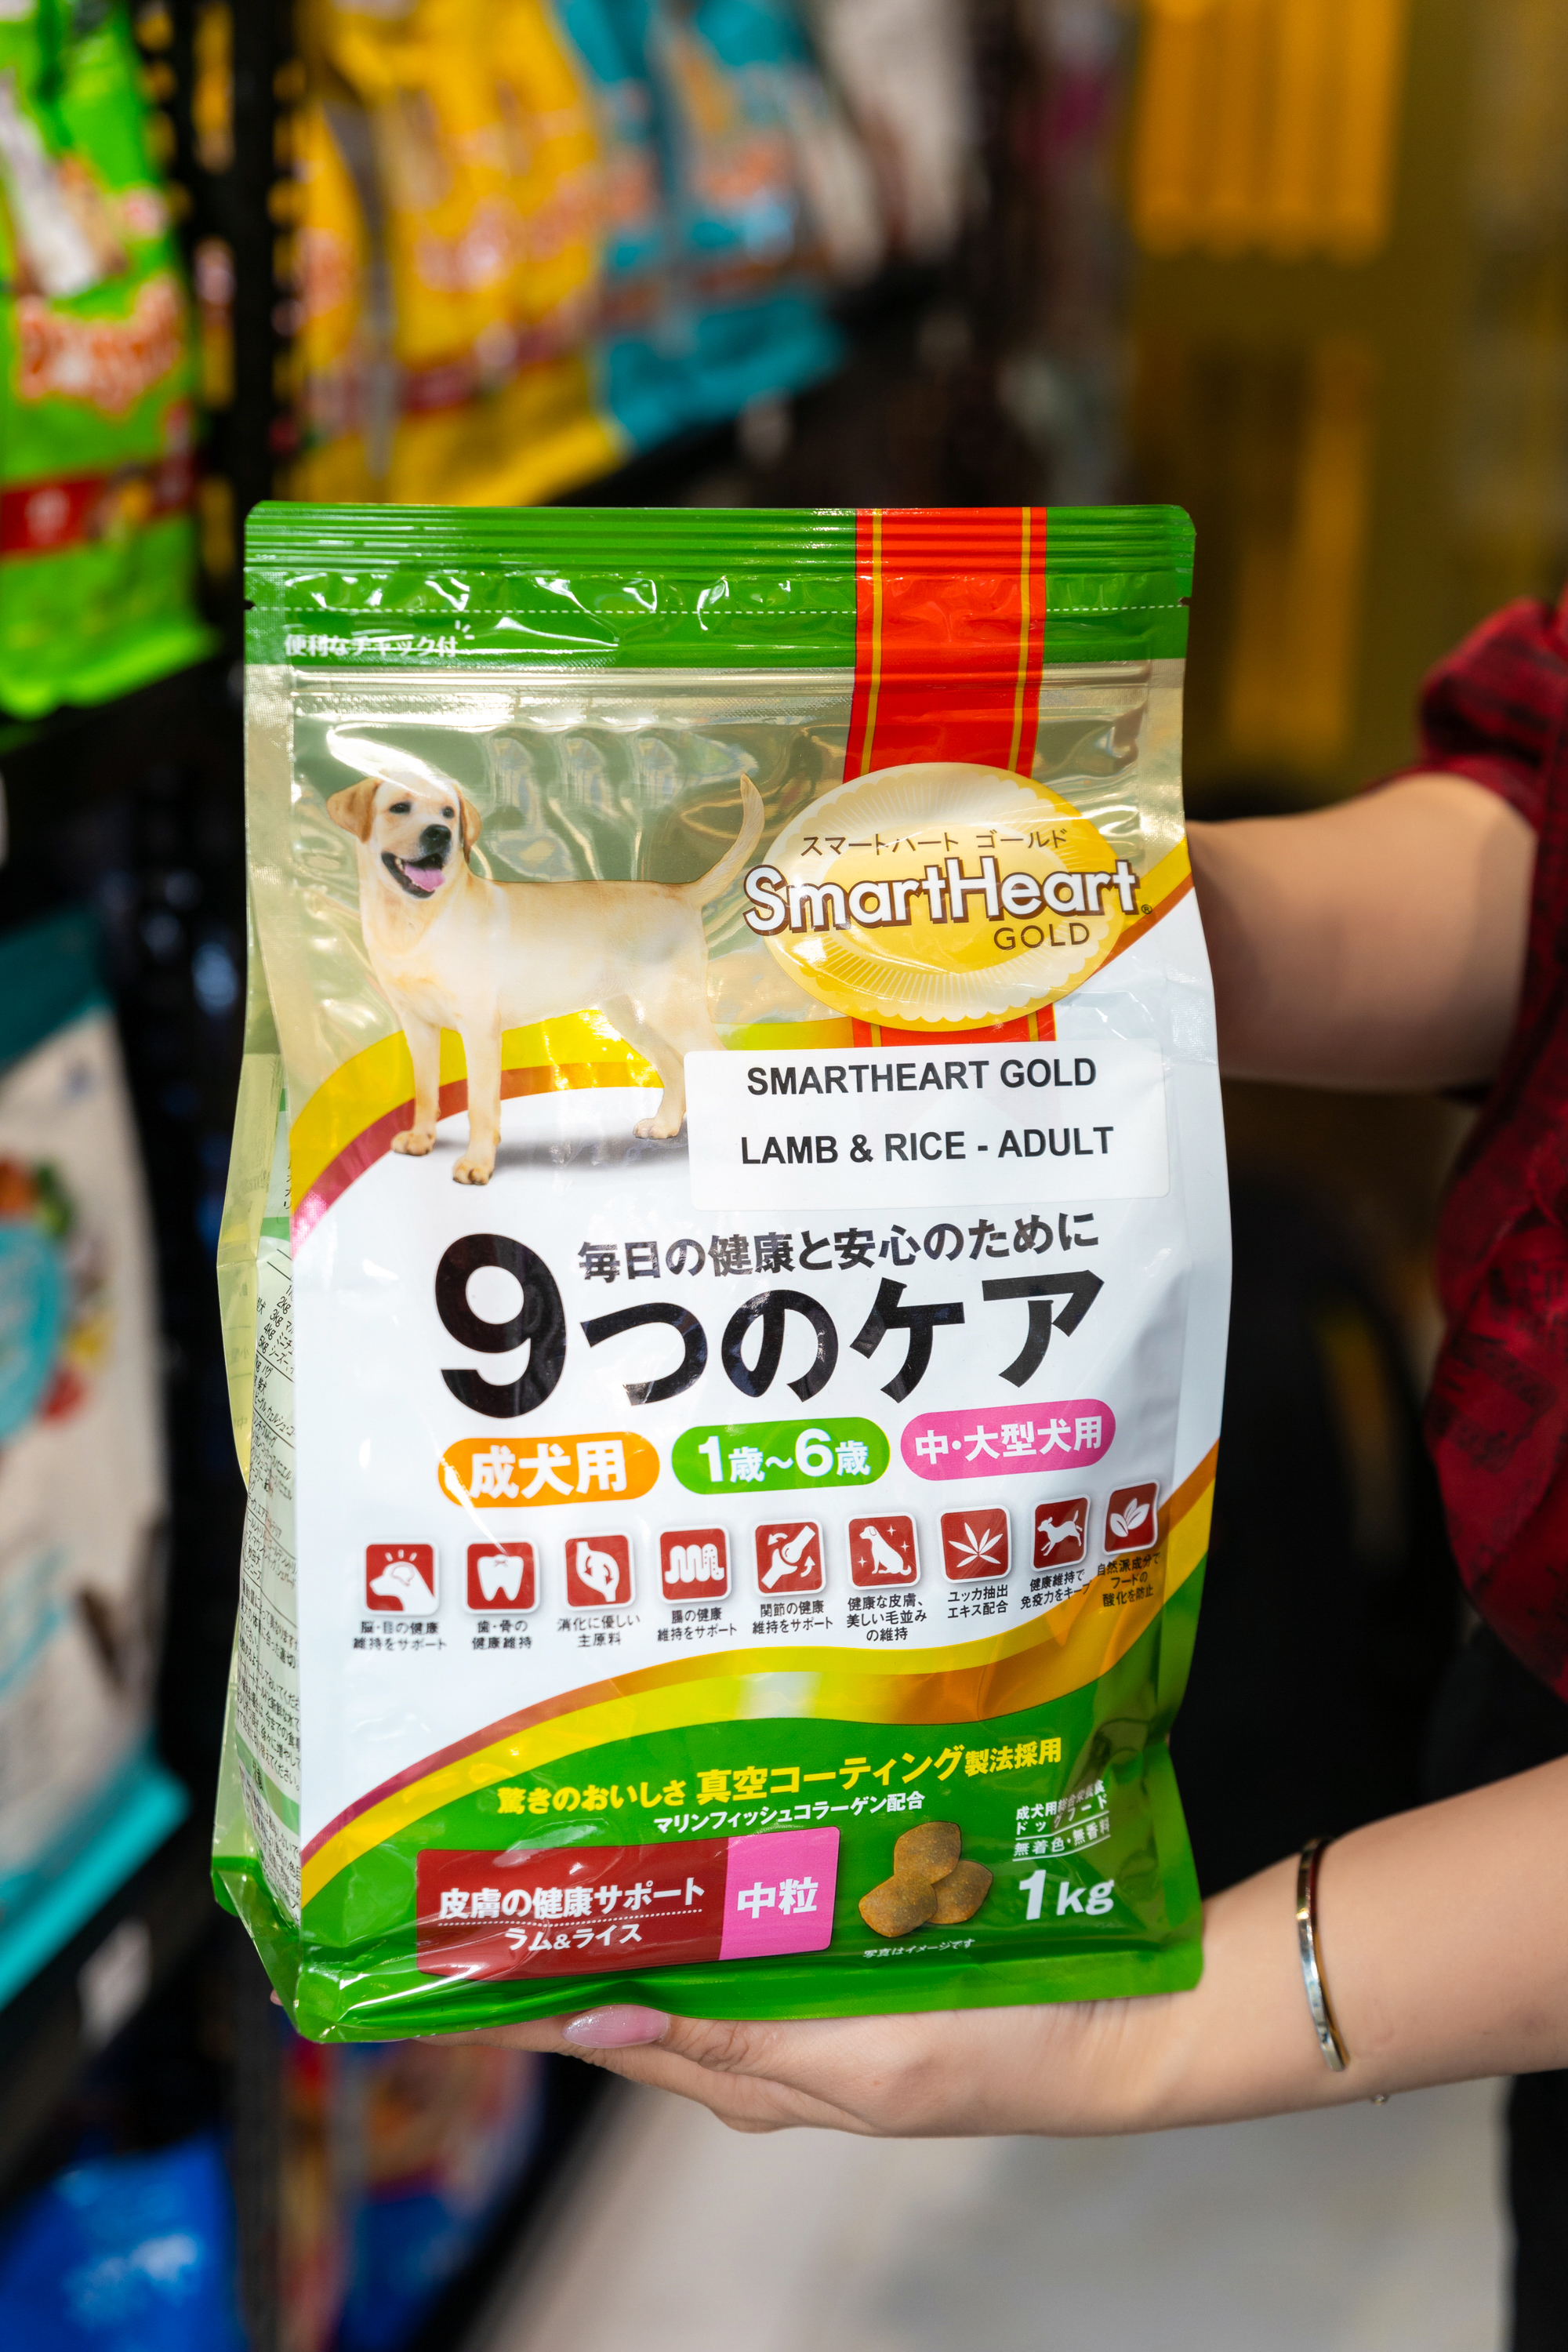 便利なチャック付
スマートハート ゴールド
SmartHeart®
GOLD
SMARTHEART GOLD
LAMB & RICE - ADULT
毎日の健康と安心のために
9つのケア
成犬用
1歳~6歳
中・大型犬用
脳・目の健康
維持をサポート
歯・骨の
健康維持
消化に優しい
主原料
腸の健康
維持をサポート
関節の健康
維持をサポート
健康な皮膚、
美しい毛並み
の維持
ユッカ抽出
エキス配合
健康維持で
免疫力をキープ
自然派成分で
フードの
酸化を防止
驚きのおいしさ 真空コーティング製法採用
マリンフィッシュコラーゲン配合
成犬用総合栄養食
ドッグフード
無着色・無香料
1kg
皮膚の健康サポート
ラム&ライス
中粒
写真はイメージです